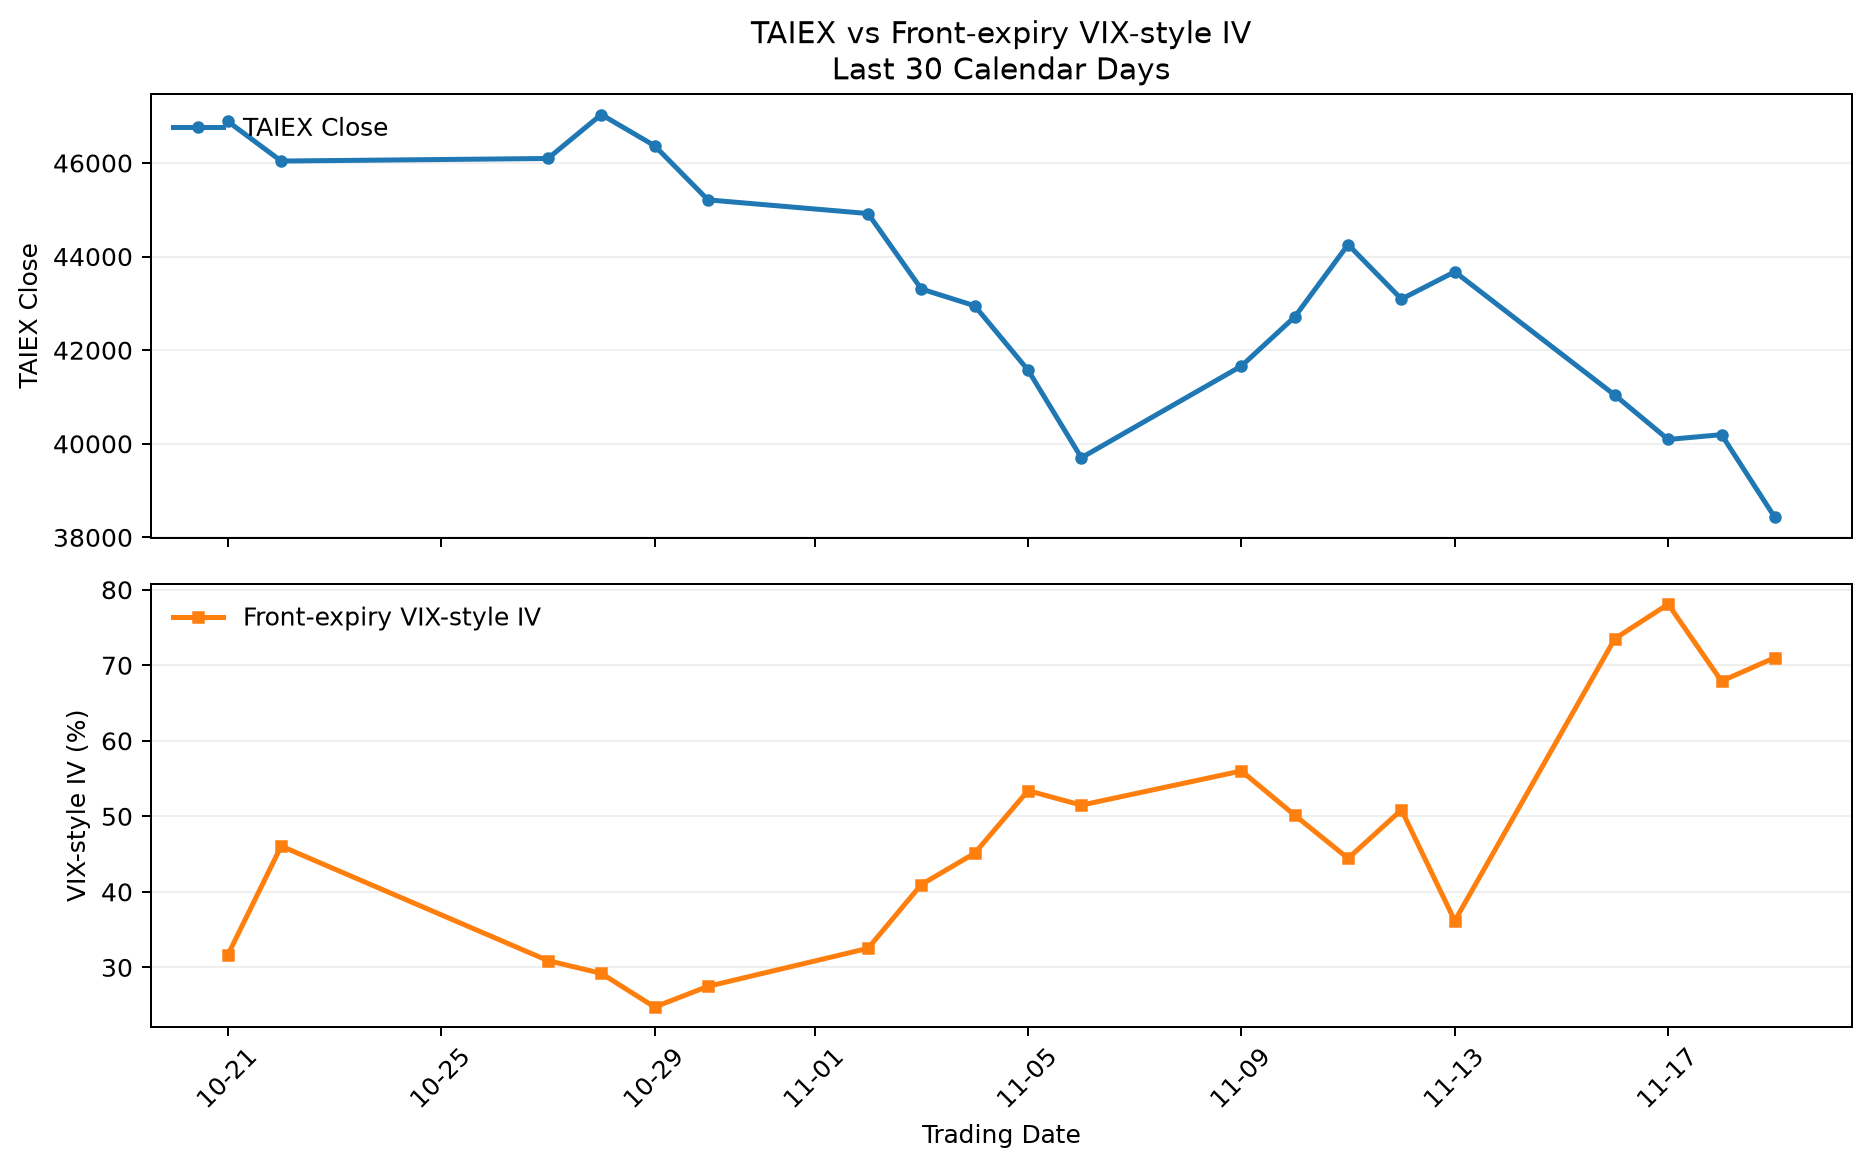 TAIEX vs Front-expiry VIX-style IV
Last 30 Calendar Days
TAIEX Close
TAIEX Close
46000
44000
42000
40000
38000
Front-expiry VIX-style IV
VIX-style IV (%)
80
70
60
50
40
30
10-21
10-25
10-29
11-01
11-05
11-09
11-13
11-17
Trading Date